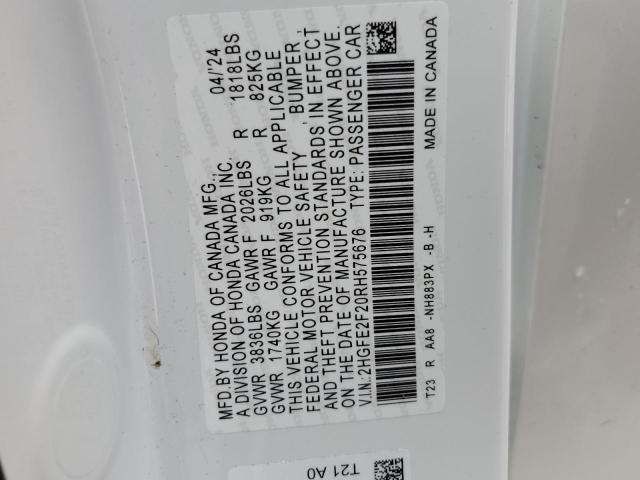 MFD.BY HONDA OF CANADA MFG., 04/'24
A DIVISION OF HONDA CANADA INC.
GVWR 3836LBS GAWR F 2026LBS R 1818LBS
GVWR 1740KG GAWR F 919KG R 825KG
THIS VEHICLE CONFORMS TO ALL APPLICABLE
FEDERAL MOTOR VEHICLE SAFETY , BUMPER ,
AND THEFT PREVENTION STANDARDS IN EFFECT
ON THE DATE OF MANUFACTURE SHOWN ABOVE.
V.I.N.:2HGFE2F20RH575676 TYPE: PASSENGER CAR
T23 R AA8 -NH883PX -B -H MADE IN CANADA
T21 A0